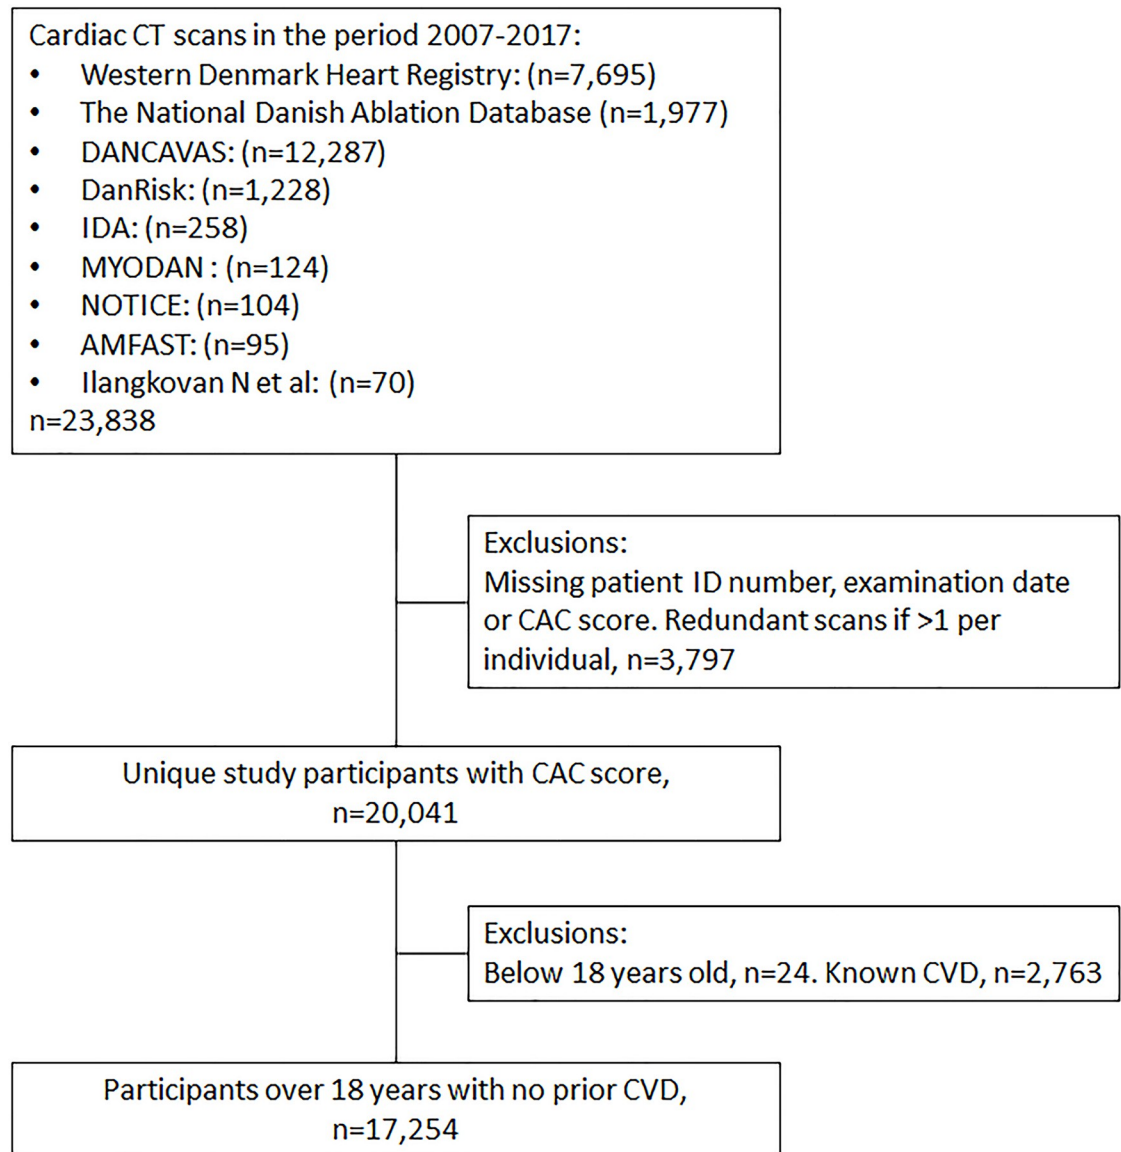 Cardiac CT scans in the period 2007-2017:
• Western Denmark Heart Registry: (n=7,695)
• The National Danish Ablation Database (n=1,977)
• DANCAVAS: (n=12,287)
• DanRisk: (n=1,228)
• IDA: (n=258)
• MYODAN : (n=124)
• NOTICE: (n=104)
• AMFAST: (n=95)
• Ilangkovan N et al: (n=70)
n=23,838
Exclusions:
Missing patient ID number, examination date
or CAC score. Redundant scans if >1 per
individual, n=3,797
Unique study participants with CAC score,
n=20,041
Exclusions:
Below 18 years old, n=24. Known CVD, n=2,763
Participants over 18 years with no prior CVD,
n=17,254